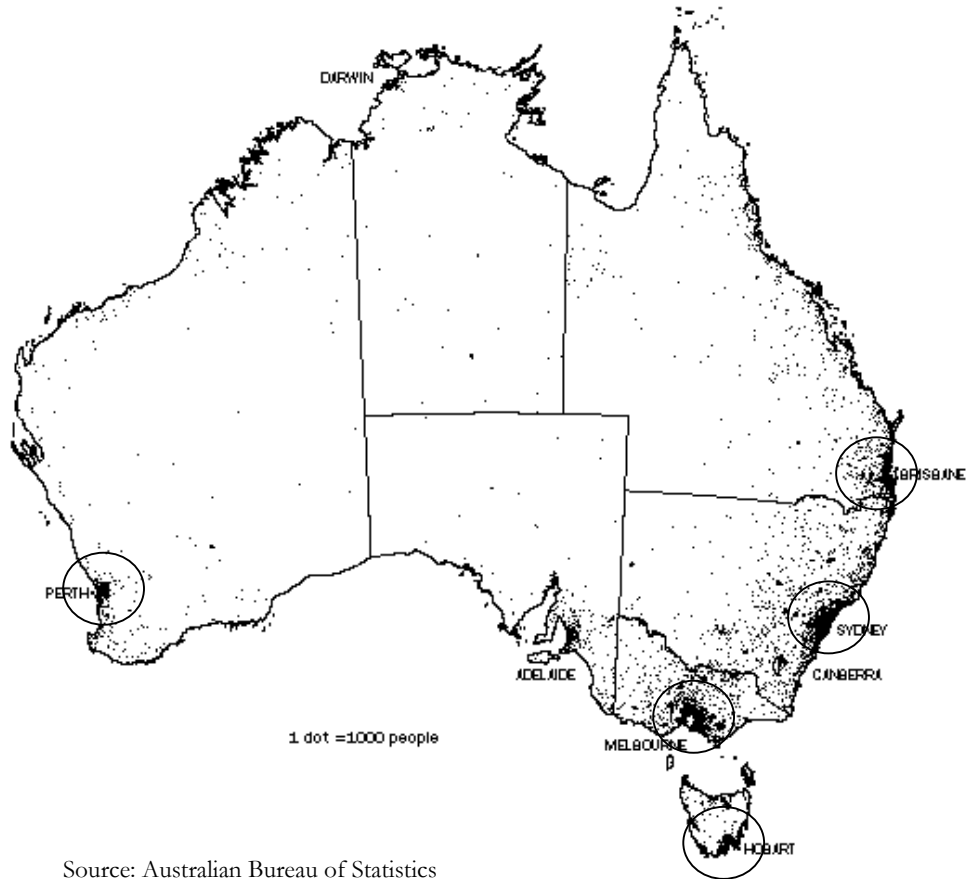 DARWIN
BRISBANE
PERTH
SYDNEY
ADELAIDE
CANBERRA
1 dot =1000 people
MELBOURNE
HOBART
Source: Australian Bureau of Statistics